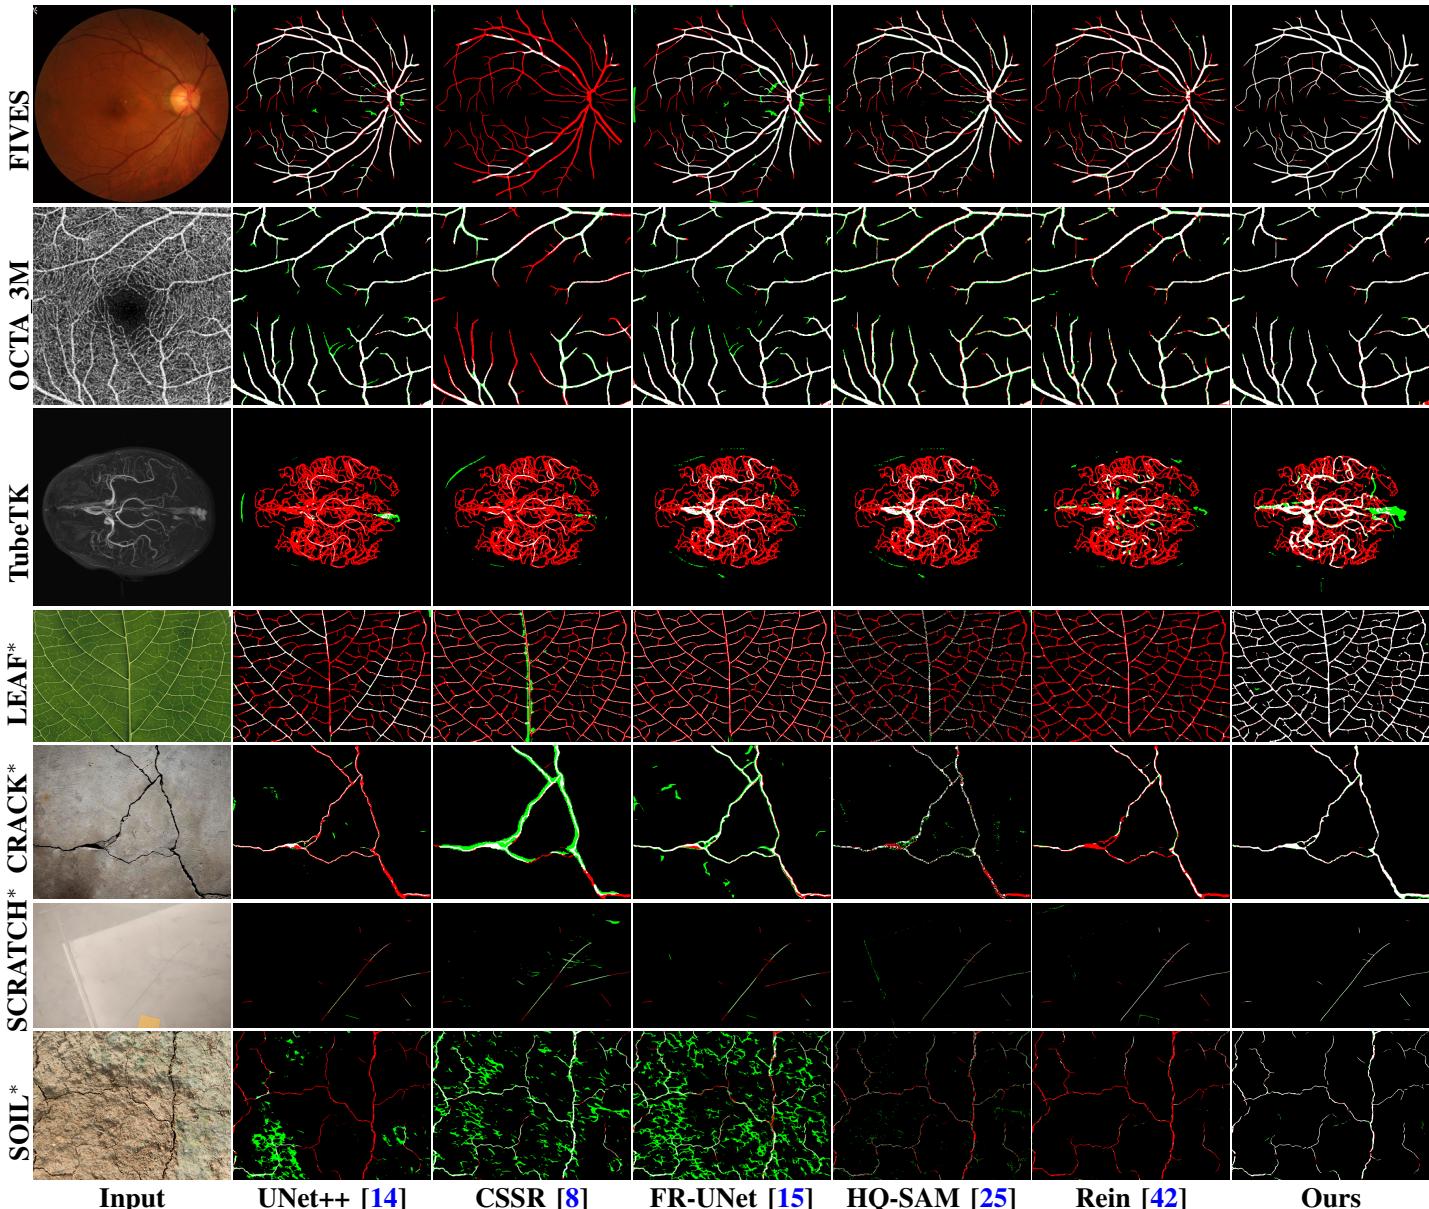 FIVES
OCTA_3M
TubeTK
LEAF*
CRACK*
SCRATCH*
SOIL*
Input UNet++ [14] CSSR [8] FR-UNet [15] HQ-SAM [25] Rein [42] Ours